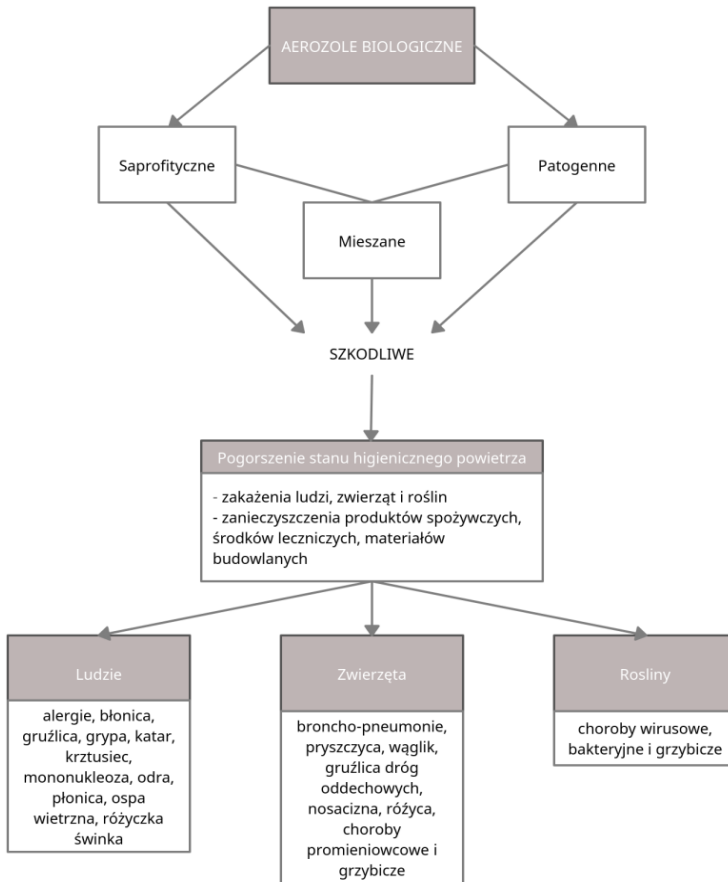 AEROZOLE BIOLOGICZNE
Saprofityczne
Patogenne
Mieszane
SZKODLIWE
Pogorszenie stanu higienicznego powietrza
- zakażenia ludzi, zwierząt i roślin
- zanieczyszczenia produktów spożywczych,
środków leczniczych, materiałów
budowlanych
Ludzie
alergie, błonica,
gruźlica, grypa, katar,
krztusiec,
mononukleoza, odra,
płonica, ospa
wietrzna, różyczka
świnka
Zwierzęta
broncho-pneumonie,
pryszczyca, wąglik,
gruźlica dróg
oddechowych,
nosacizna, różyca,
choroby
promieniowcowe i
grzybicze
Rosliny
choroby wirusowe,
bakteryjne i grzybicze